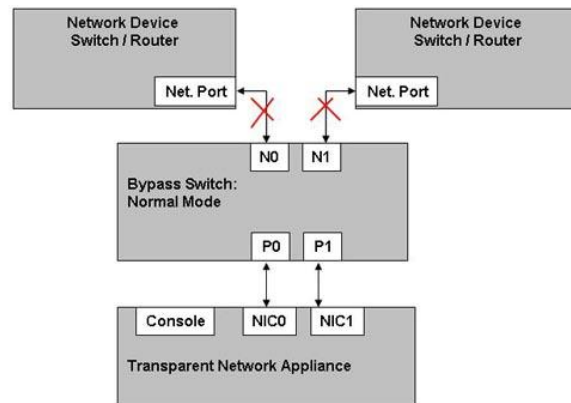 Network Device
Switch / Router
Net. Port
Network Device
Switch / Router
Net. Port
N0
N1
Bypass Switch:
Normal Mode
P0
P1
Console
NIC0
NIC1
Transparent Network Appliance